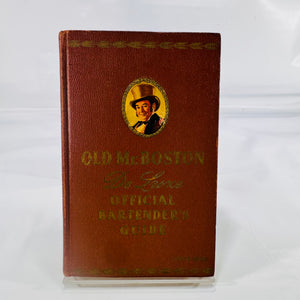 OLD Mr. BOSTON
De Luxe
OFFICIAL
BARTENDER'S
GUIDE